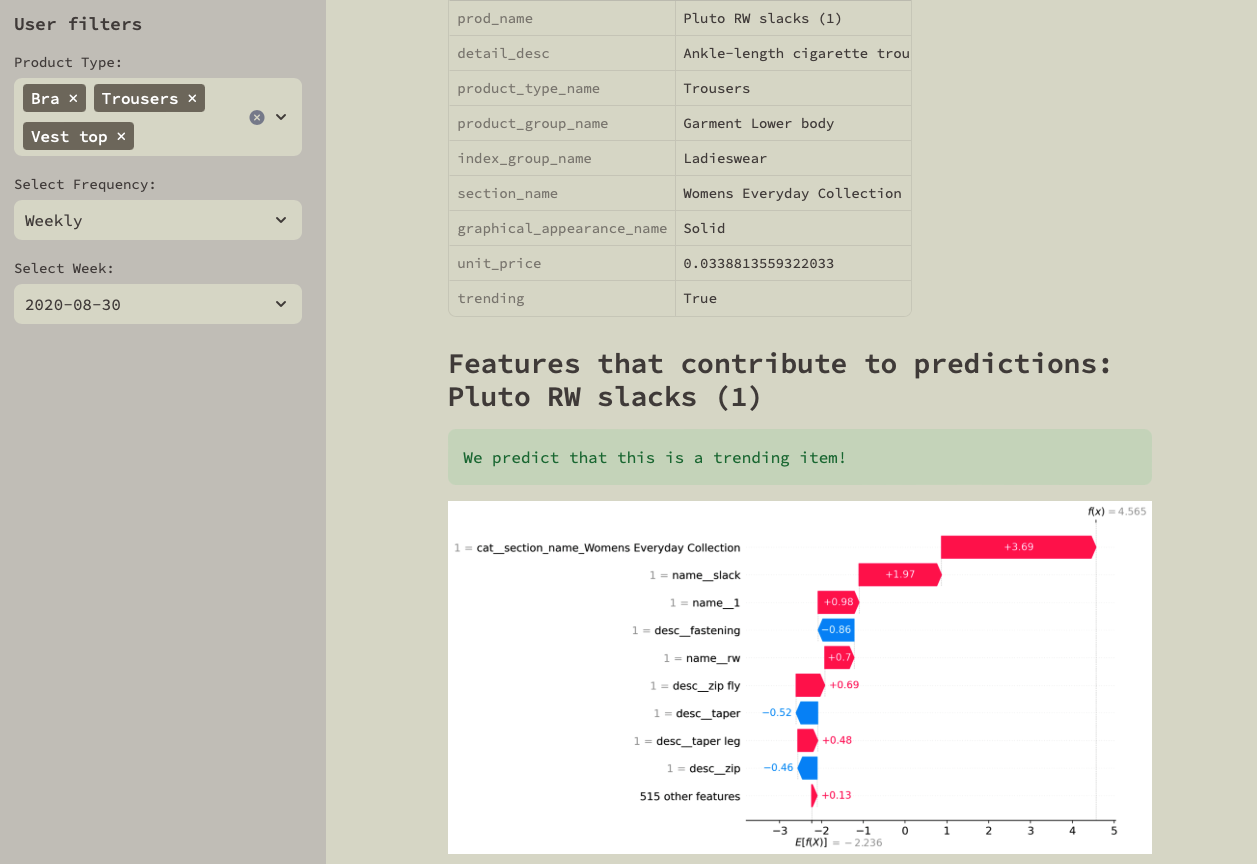 User filters
Product Type:
Bra × Trousers ×
Vest top ×
Select Frequency:
Weekly
Select Week:
2020-08-30
prod_name Pluto RW slacks (1)
detail_desc Ankle-length cigarette trou
product_type_name Trousers
product_group_name Garment Lower body
index_group_name Ladieswear
section_name Womens Everyday Collection
graphical_appearance_name Solid
unit_price 0.0338813559322033
trending True
Features that contribute to predictions:
Pluto RW slacks (1)
We predict that this is a trending item!
f(x) = 4.565
1 = cat__section_name_Womens Everyday Collection +3.69
1 = name__slack +1.97
1 = name__1 +0.98
1 = desc__fastening −0.86
1 = name__rw +0.7
1 = desc__zip fly +0.69
1 = desc__taper −0.52
1 = desc__taper leg +0.48
1 = desc__zip −0.46
515 other features +0.13
−3 −2 −1 0 1 2 3 4 5
E[f(X)] = −2.236